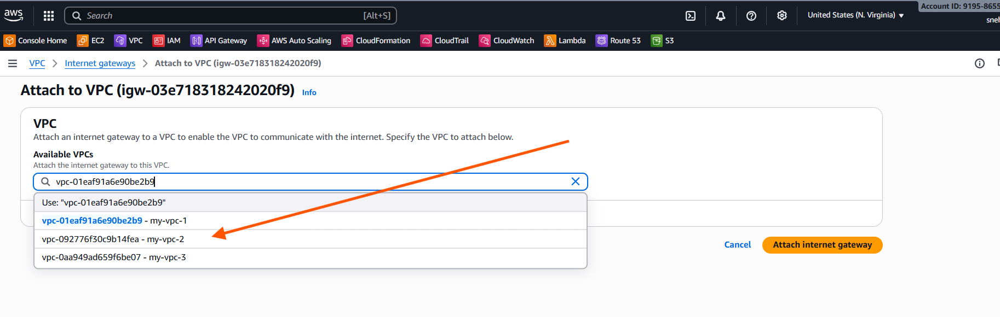 aws
Search [Alt+S]
United States (N. Virginia)
Account ID: 9195-8655
sneh
Console Home EC2 VPC IAM API Gateway AWS Auto Scaling CloudFormation CloudTrail CloudWatch Lambda Route 53 S3
VPC > Internet gateways > Attach to VPC (igw-03e718318242020f9)
Attach to VPC (igw-03e718318242020f9) Info
VPC
Attach an internet gateway to a VPC to enable the VPC to communicate with the internet. Specify the VPC to attach below.
Available VPCs
Attach the internet gateway to this VPC.
vpc-01eaf91a6e90be2b9
Use: "vpc-01eaf91a6e90be2b9"
vpc-01eaf91a6e90be2b9 - my-vpc-1
vpc-092776f30c9b14fea - my-vpc-2
vpc-0aa949ad659f6be07 - my-vpc-3
Cancel Attach internet gateway